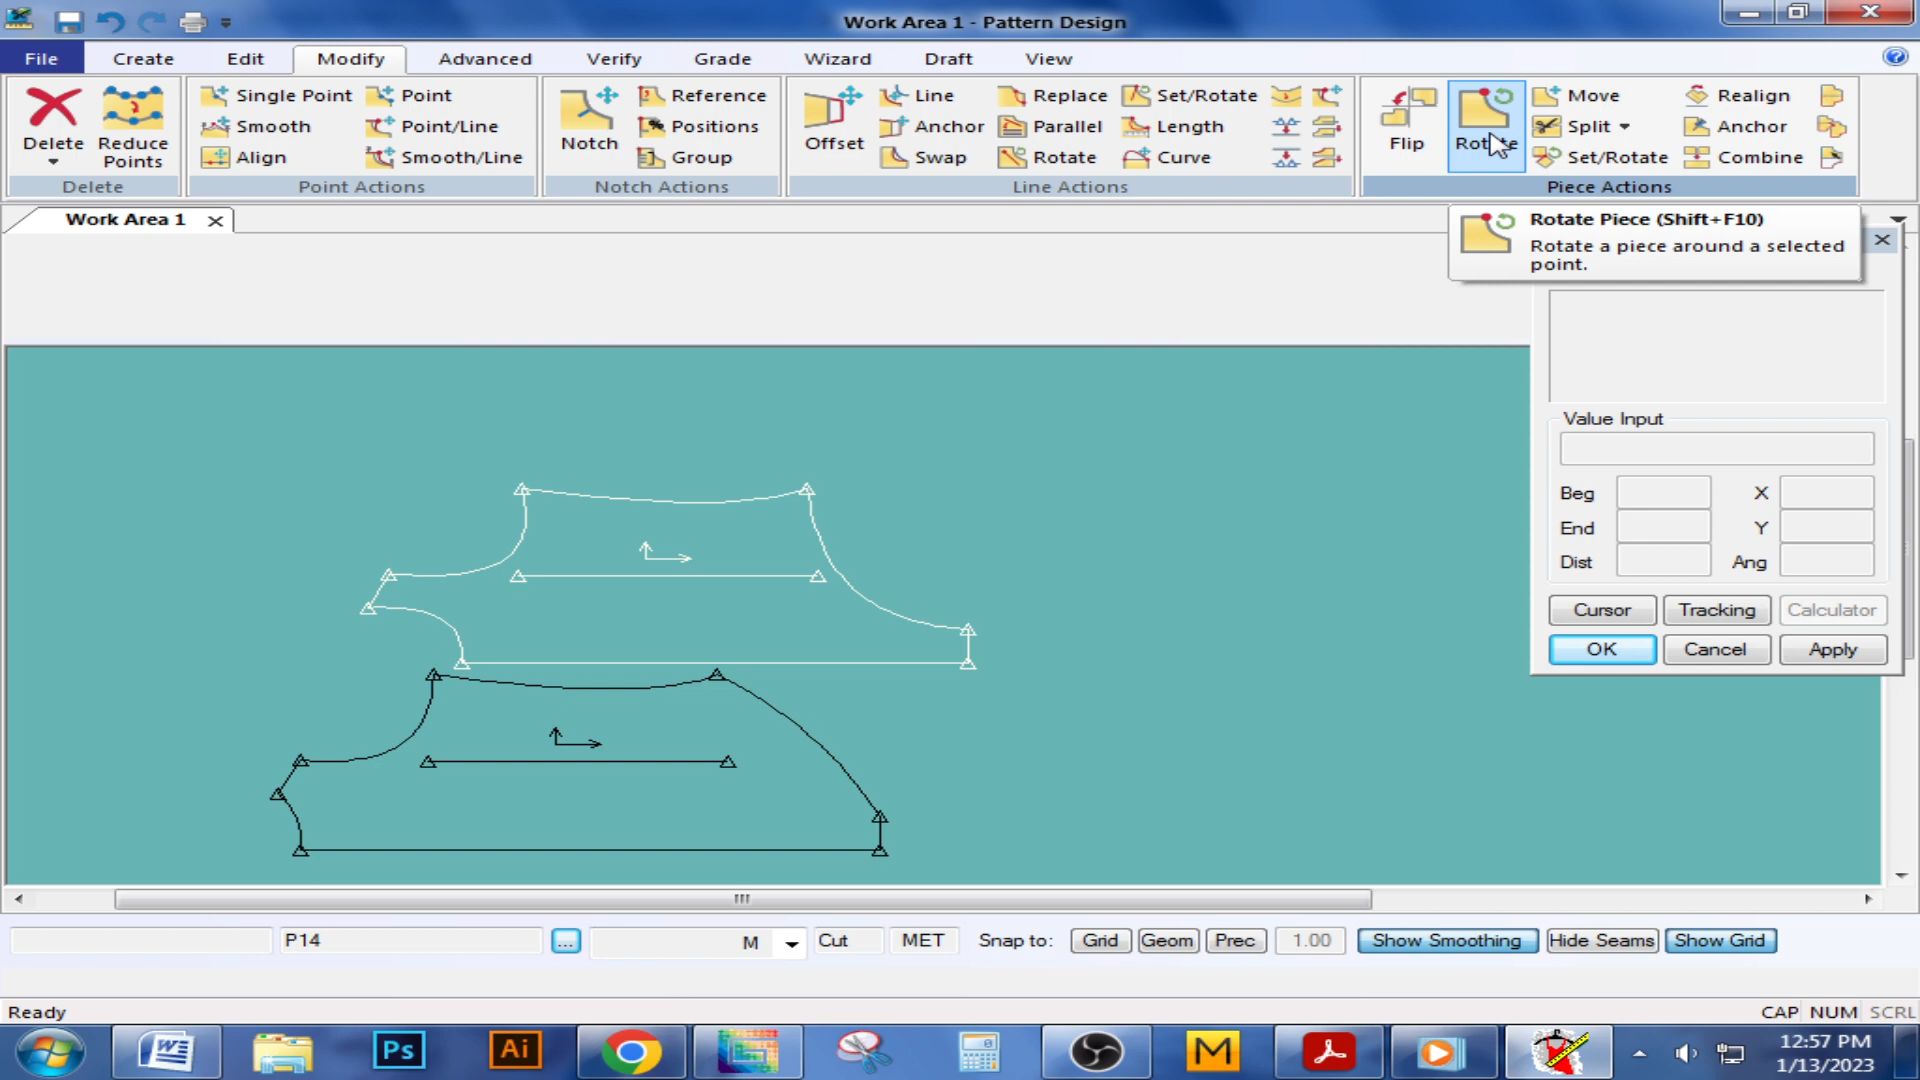 Work Area 1 - Pattern Design
File Create Edit Modify Advanced Verify Grade Wizard Draft View
Delete
Reduce Points
Delete
Single Point Point
Smooth Point/Line
Align Smooth/Line
Point Actions
Notch
Reference
Positions
Group
Notch Actions
Offset
Line Replace Set/Rotate
Anchor Parallel Length
Swap Rotate Curve
Line Actions
Flip
Rotate
Move Realign
Split Anchor
Set/Rotate Combine
Piece Actions
Work Area 1
Rotate Piece (Shift+F10)
Rotate a piece around a selected
point.
Value Input
Beg X
End Y
Dist Ang
Cursor Tracking Calculator
OK Cancel Apply
P14 ... M Cut MET Snap to: Grid Geom Prec 1.00 Show Smoothing Hide Seams Show Grid
Ready CAP NUM SCRL
W Ps Ai M
12:57 PM
1/13/2023